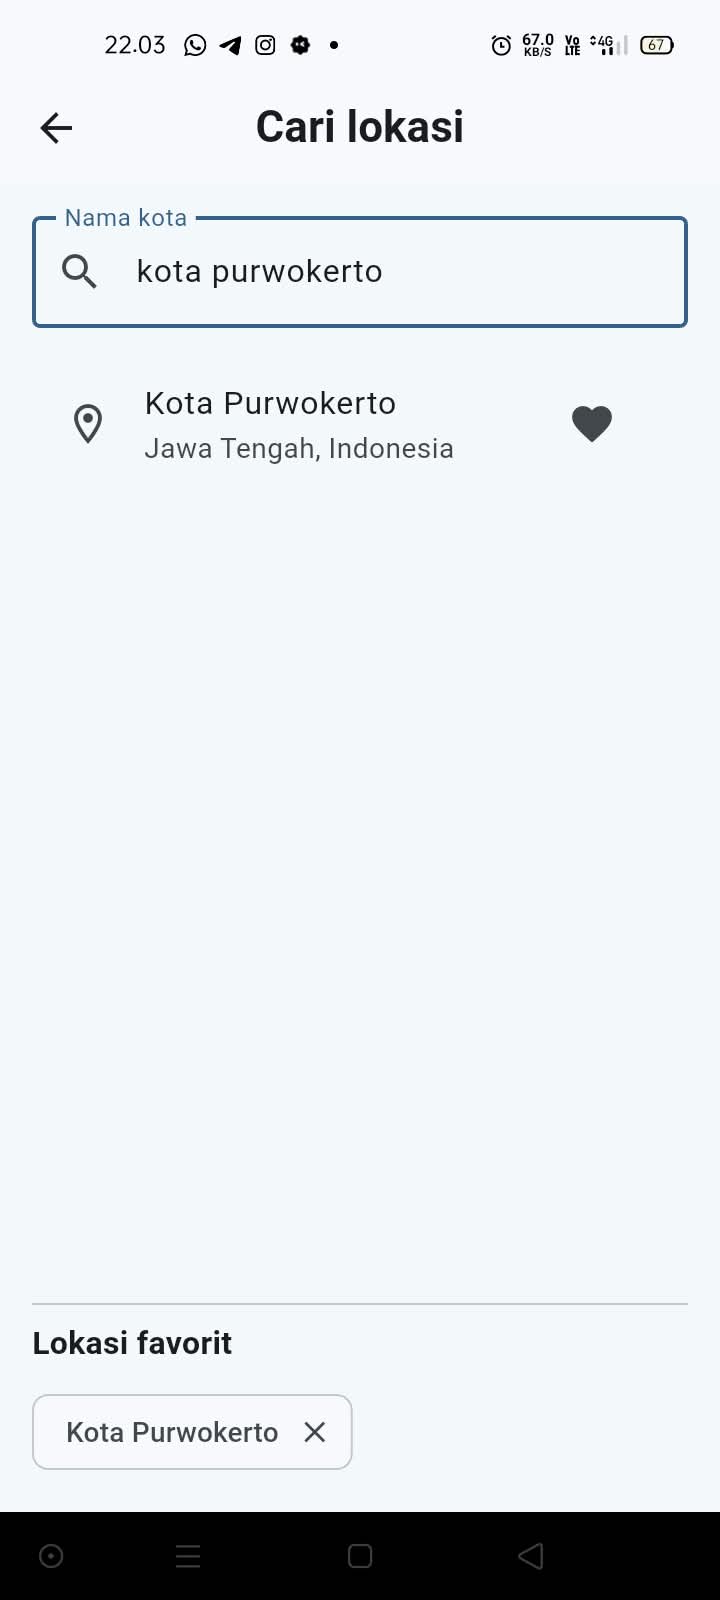 22.03 67.0 KB/S Vo LTE 4G 67
Cari lokasi
Nama kota
kota purwokerto
Kota Purwokerto
Jawa Tengah, Indonesia
Lokasi favorit
Kota Purwokerto